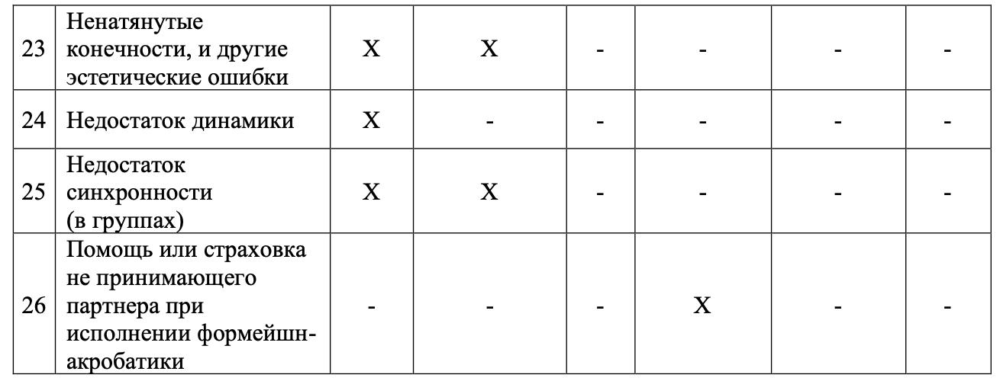 Ненатянутые
23 конечности, и другие X X - - - -
эстетические ошибки
24 Недостаток динамики X - - - - -
Недостаток
25 синхронности X X - - - -
(в группах)
Помощь или страховка
не принимающего
26 партнера при - - - X - -
исполнении формейшн-
акробатики